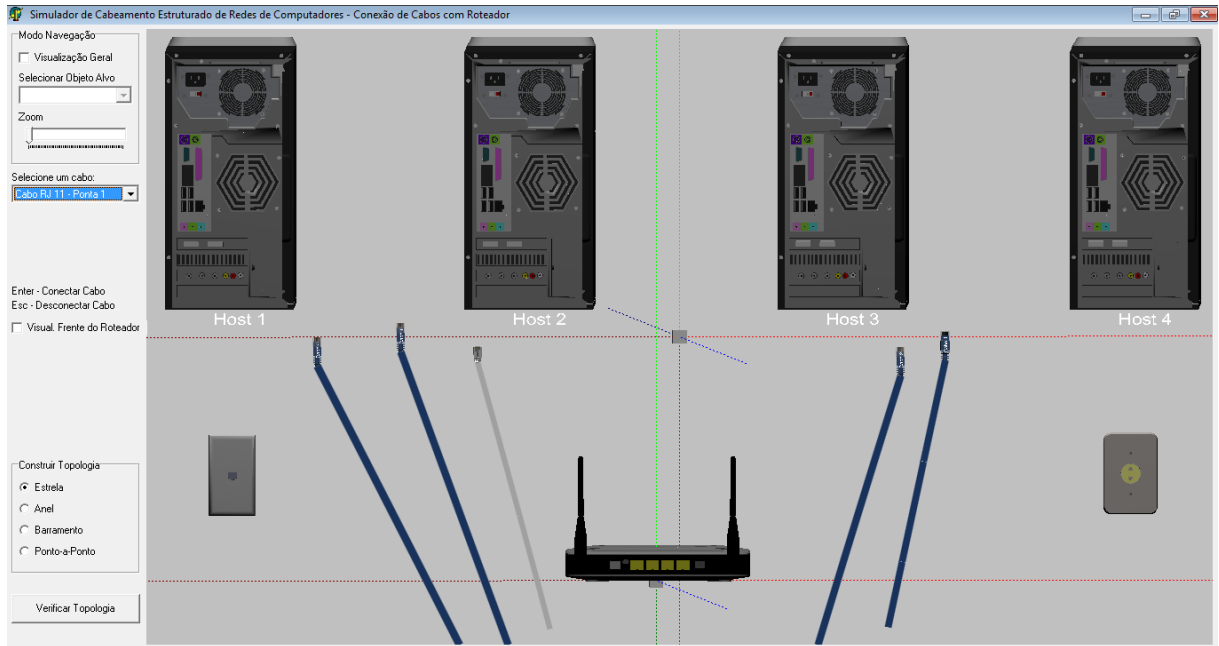 Simulador de Cabeamento Estruturado de Redes de Computadores - Conexão de Cabos com Roteador
Modo Navegação
Visualização Geral
Selecionar Objeto Alvo
Zoom
Selecione um cabo:
Cabo RJ 11 - Ponta 1
Enter - Conectar Cabo
Esc - Desconectar Cabo
Visual. Frente do Roteador
Host 1
Host 2
Host 3
Host 4
Construir Topologia
Estrela
Anel
Barramento
Ponto-a-Ponto
Verificar Topologia